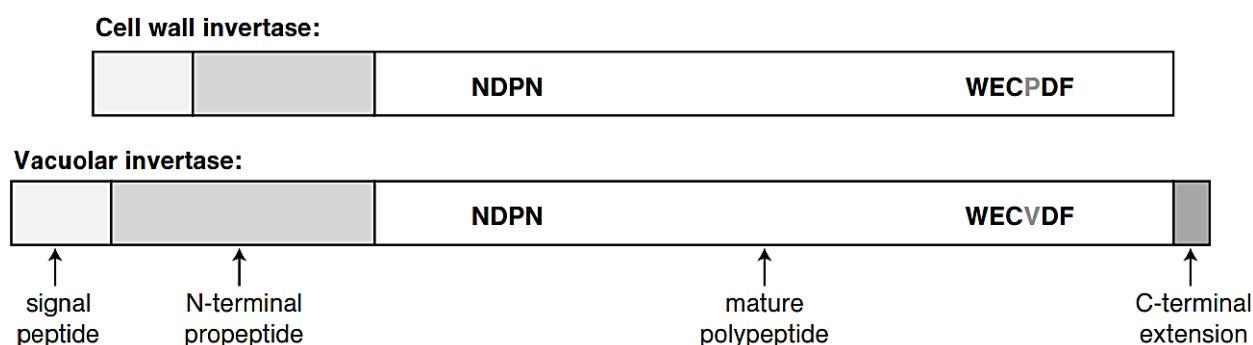 Cell wall invertase:
NDPN WECPDF
Vacuolar invertase:
NDPN WECVDF
signal
peptide
N-terminal
propeptide
mature
polypeptide
C-terminal
extension